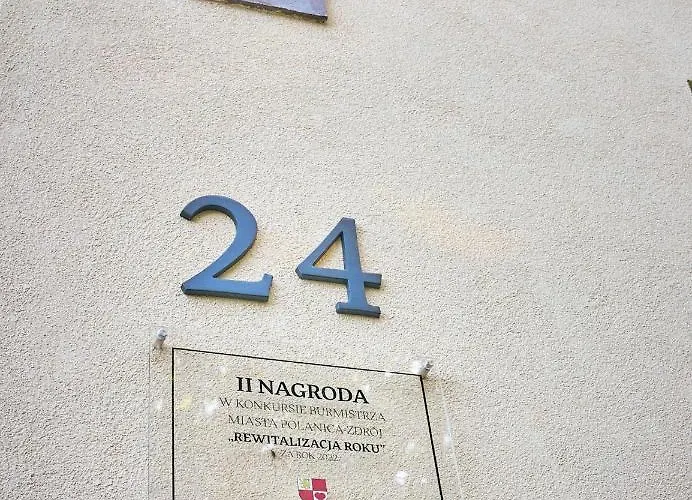 24
II NAGRODA
W KONKURSIE BURMISTRZA
MIASTA POLANICA-ZDRÓJ
„REWITALIZACJA ROKU”
ZA ROK 2022